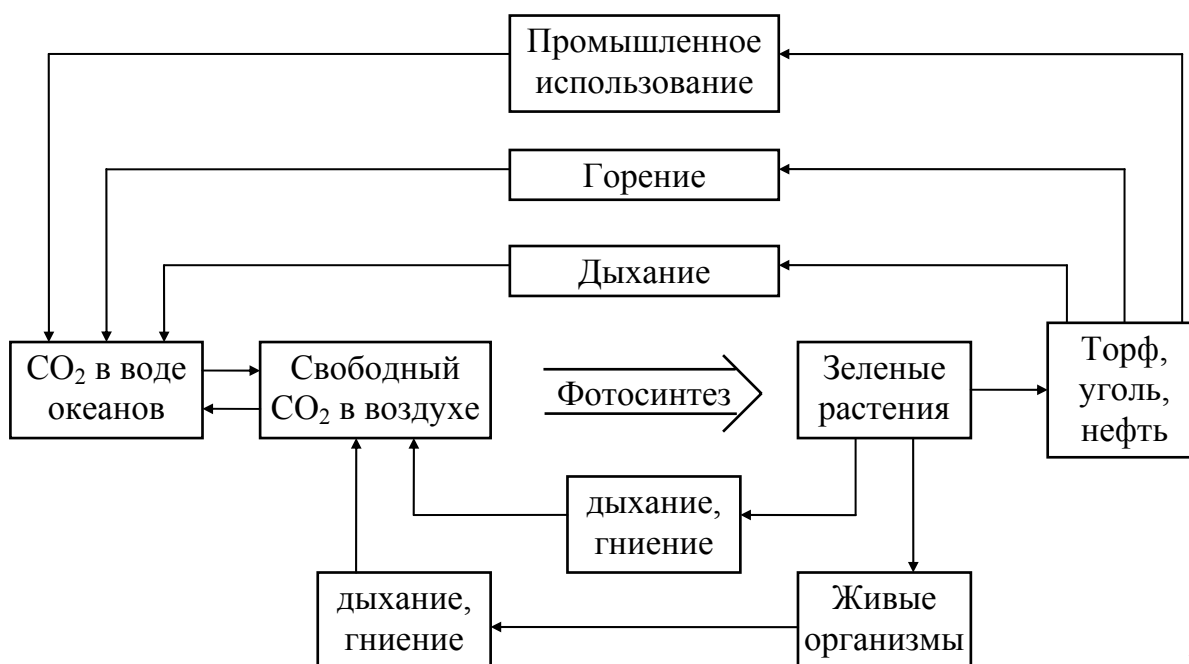 Промышленное
использование
Горение
Дыхание
CO₂ в воде
океанов
Свободный
CO₂ в воздухе
Фотосинтез
Зеленые
растения
Торф,
уголь,
нефть
дыхание,
гниение
дыхание,
гниение
Живые
организмы